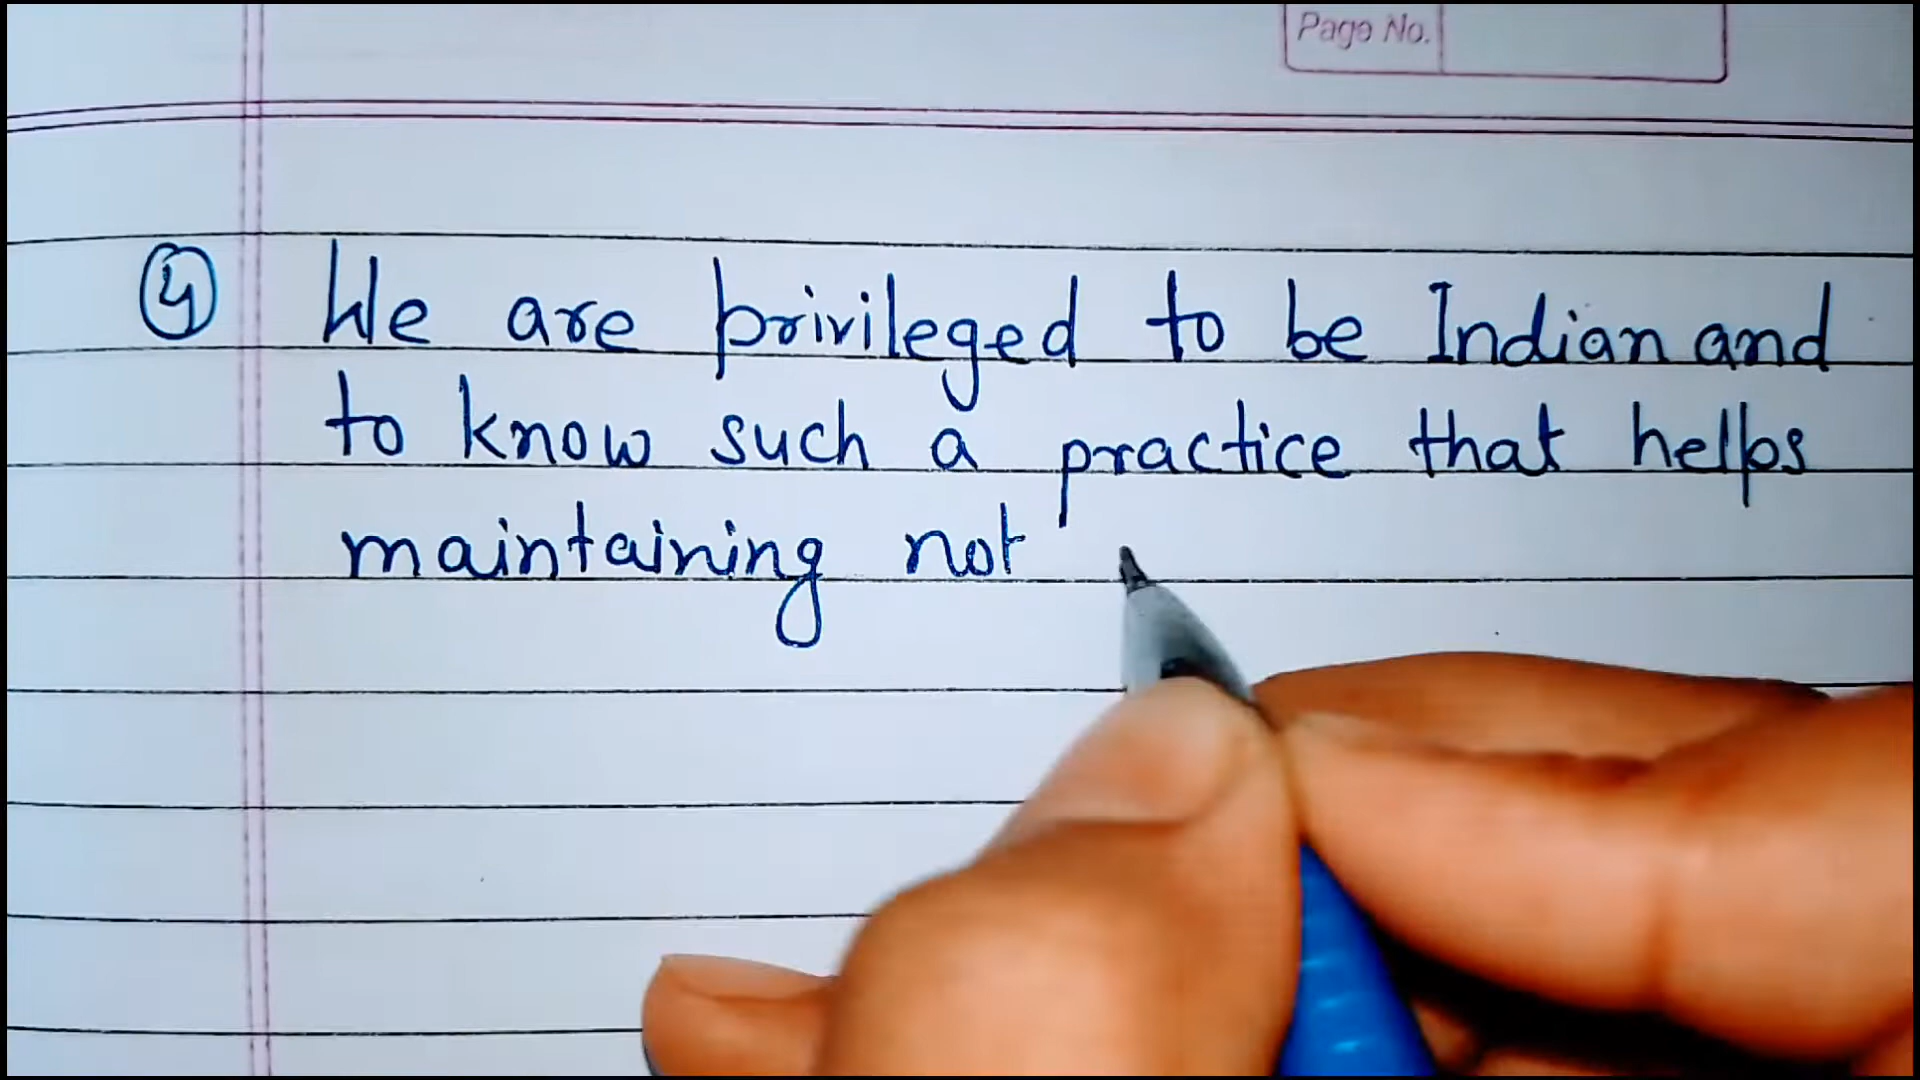 Page No.
4 We are privileged to be Indian and
to know such a practice that helps
maintaining not